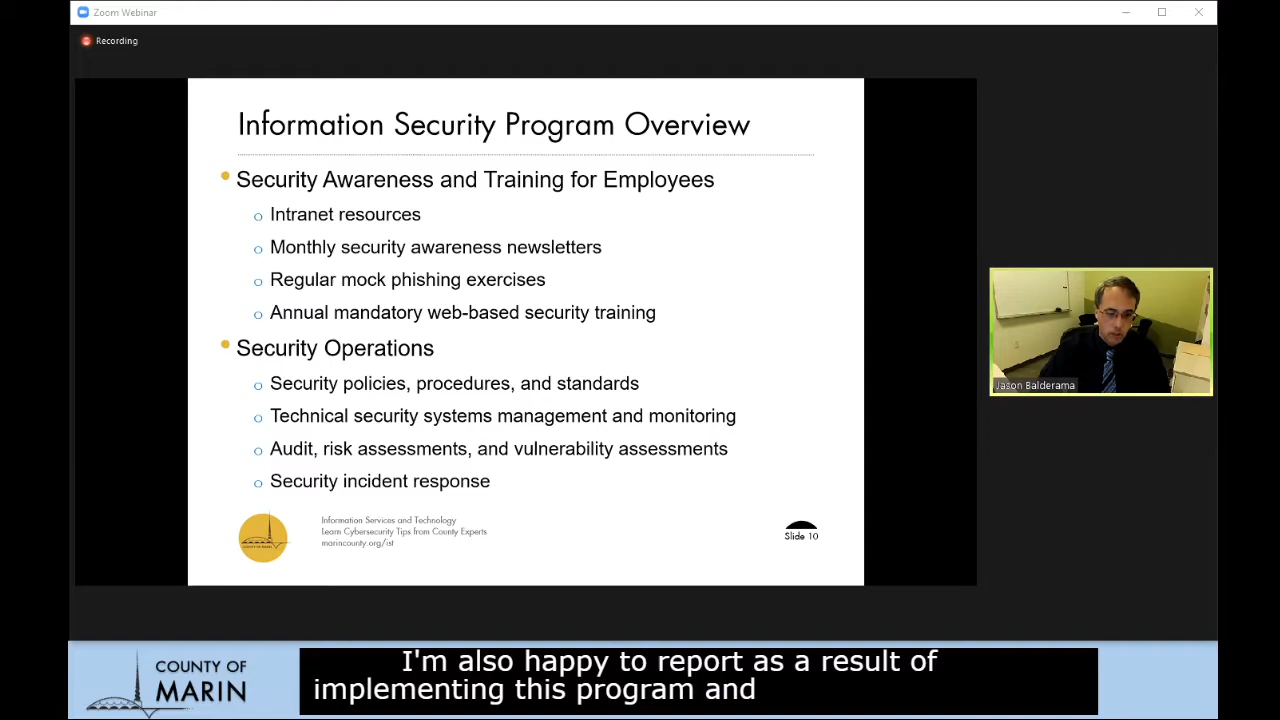 Zoom Webinar
Recording
Information Security Program Overview
Security Awareness and Training for Employees
Intranet resources
Monthly security awareness newsletters
Regular mock phishing exercises
Annual mandatory web-based security training
Security Operations
Security policies, procedures, and standards
Technical security systems management and monitoring
Audit, risk assessments, and vulnerability assessments
Security incident response
COUNTY OF MARIN
Information Services and Technology
Learn Cybersecurity Tips from County Experts
marincounty.org/ist
Slide 10
Jason Balderama
COUNTY OF
MARIN
I'm also happy to report as a result of
implementing this program and